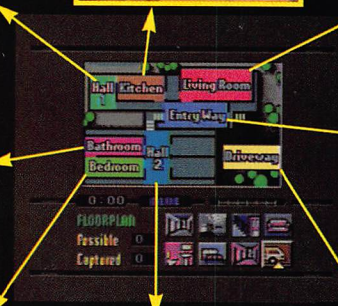 Hall 1
Kitchen
Living Room
Entry Way
Bathroom
Hall 2
Bedroom
Driveway
0:00
FLOORPLAN
Possible 0
Captured 0